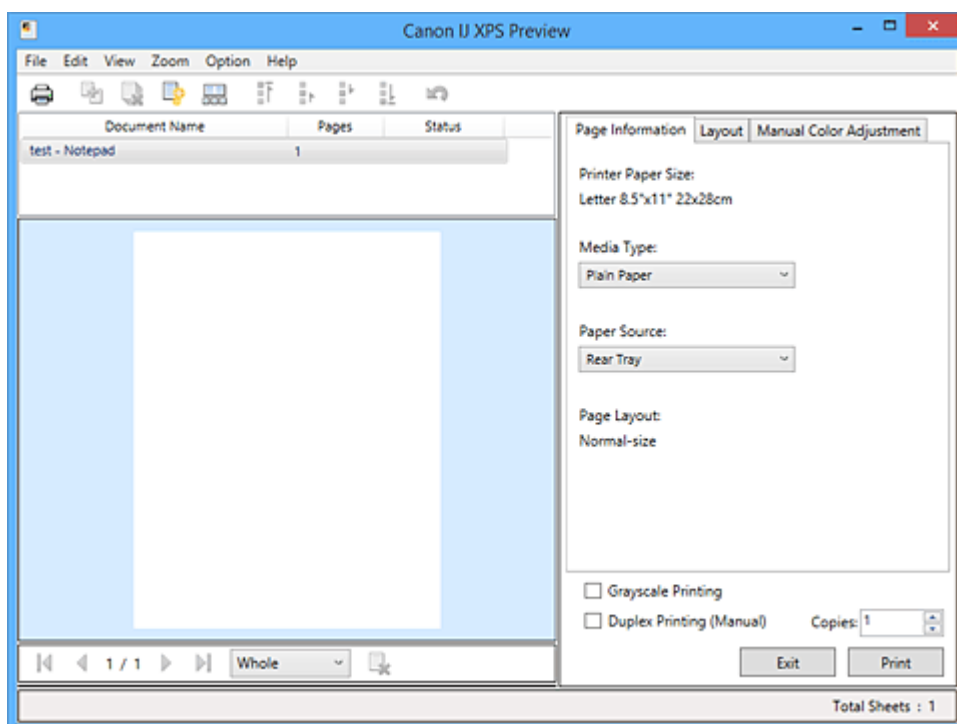 Canon IJ XPS Preview
File Edit View Zoom Option Help
Document Name Pages Status
test - Notepad 1
Page Information Layout Manual Color Adjustment
Printer Paper Size:
Letter 8.5"x11" 22x28cm
Media Type:
Plain Paper
Paper Source:
Rear Tray
Page Layout:
Normal-size
Grayscale Printing
Duplex Printing (Manual) Copies: 1
1 / 1 Whole
Exit Print
Total Sheets : 1